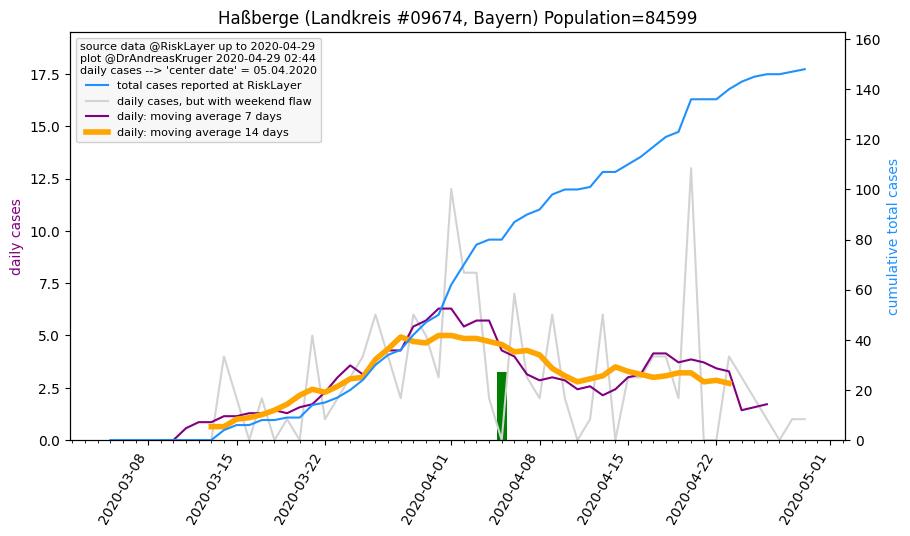 Haßberge (Landkreis #09674, Bayern) Population=84599
source data @RiskLayer up to 2020-04-29
plot @DrAndreasKruger 2020-04-29 02:44
daily cases --> 'center date' = 05.04.2020
total cases reported at RiskLayer
daily cases, but with weekend flaw
daily: moving average 7 days
daily: moving average 14 days
daily cases
17.5
15.0
12.5
10.0
7.5
5.0
2.5
0.0
160
140
120
100
80
60
40
20
0
cumulative total cases
2020-03-08
2020-03-15
2020-03-22
2020-04-01
2020-04-08
2020-04-15
2020-04-22
2020-05-01